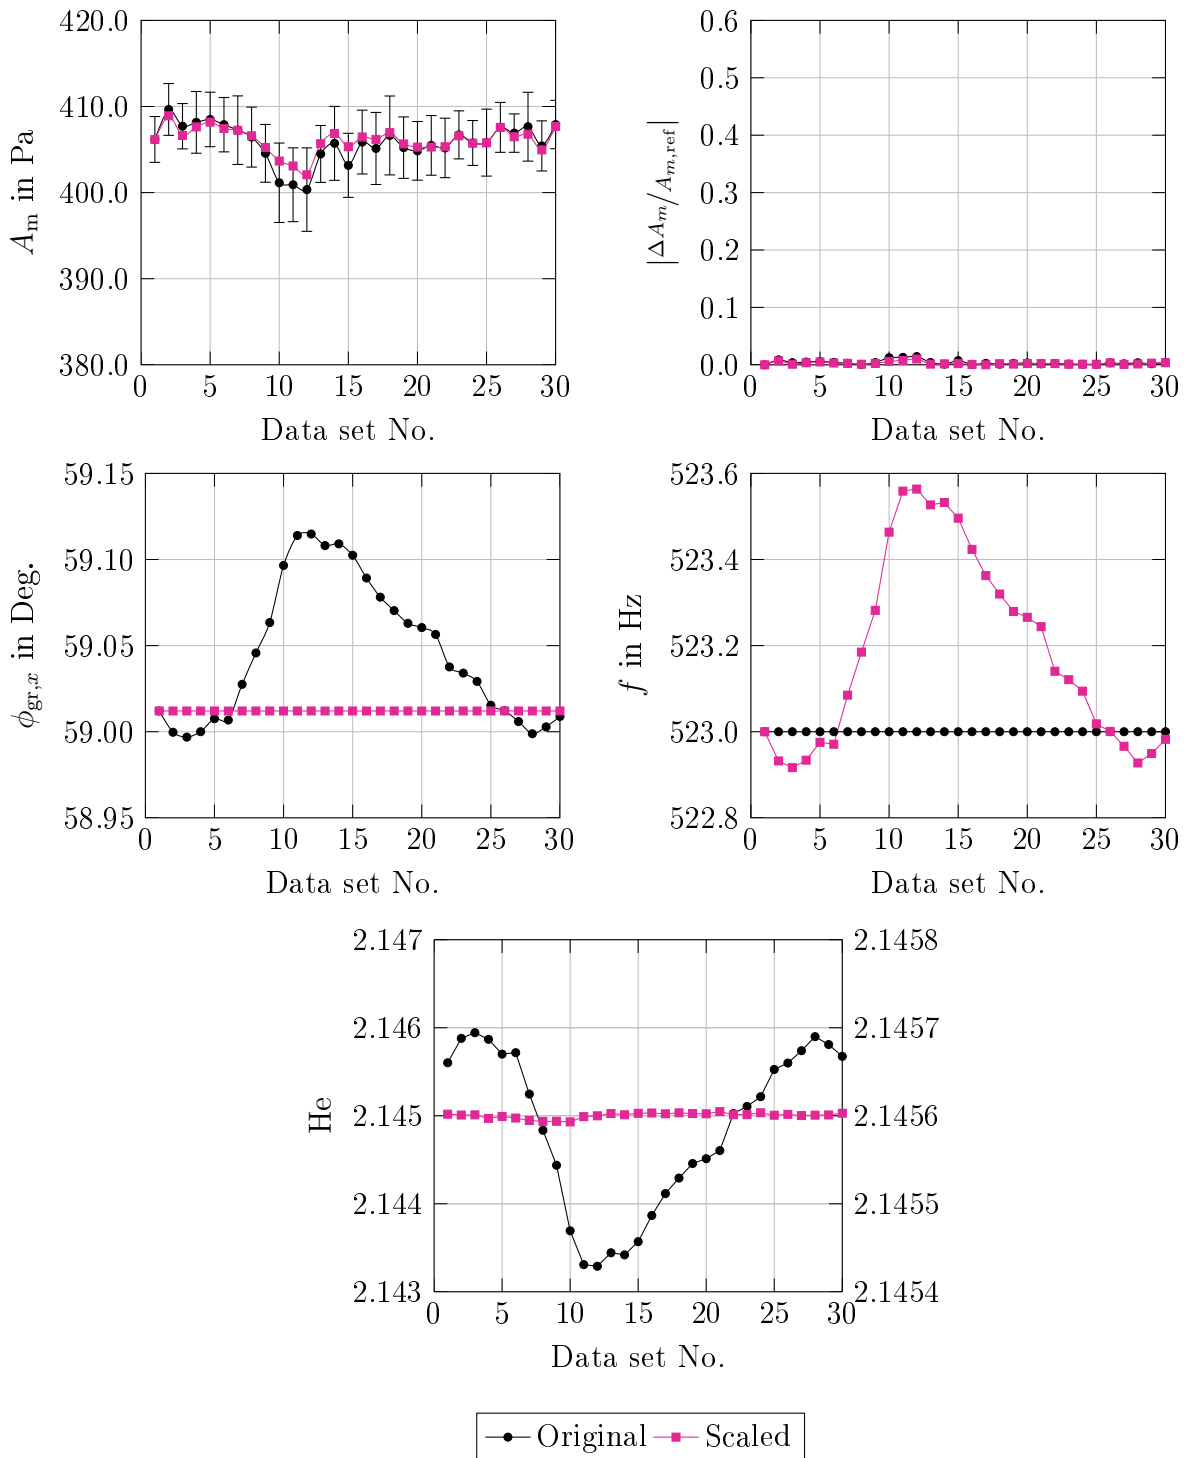 420.0
410.0
400.0
390.0
380.0
0 5 10 15 20 25 30
A_m in Pa
Data set No.
0.6
0.5
0.4
0.3
0.2
0.1
0.0
0 5 10 15 20 25 30
|ΔA_m/A_m,ref|
Data set No.
59.15
59.10
59.05
59.00
58.95
0 5 10 15 20 25 30
ϕ_gr,x in Deg.
Data set No.
523.6
523.4
523.2
523.0
522.8
0 5 10 15 20 25 30
f in Hz
Data set No.
2.147 2.1458
2.146 2.1457
2.145 2.1456
2.144 2.1455
2.143 2.1454
0 5 10 15 20 25 30
He
Data set No.
Original Scaled